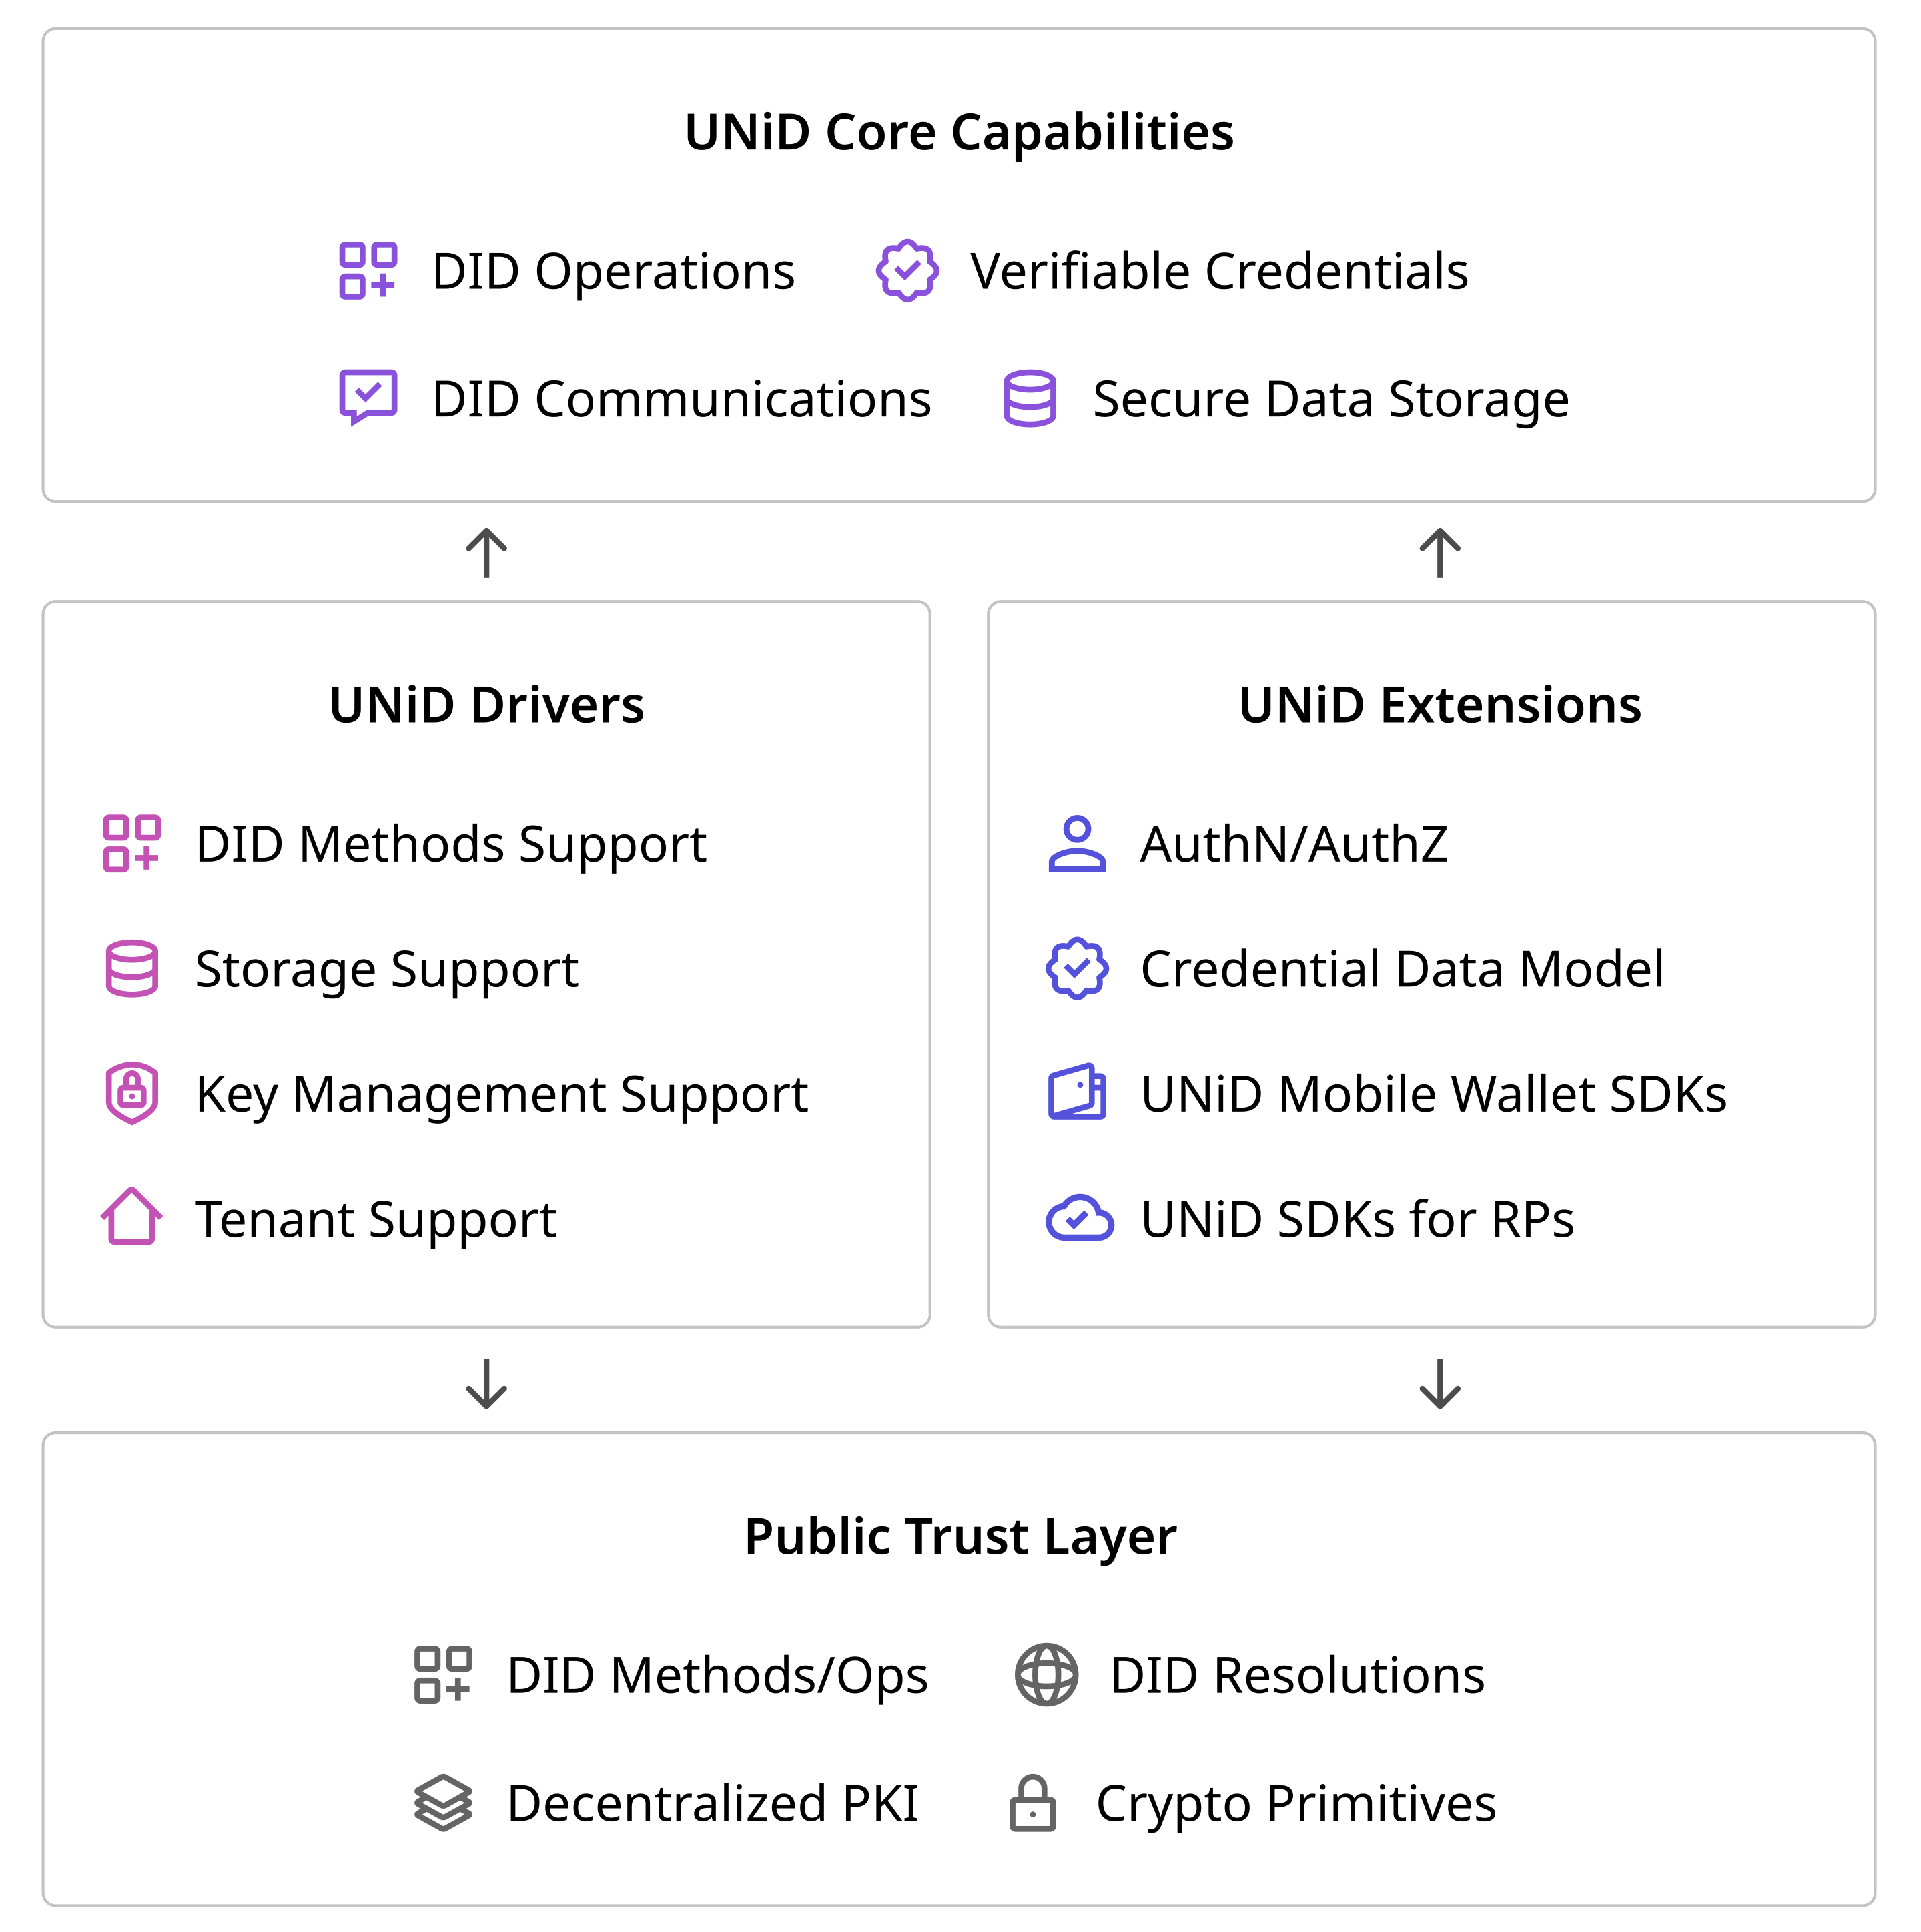 UNiD Core Capabilities
DID Operations
Verifiable Credentials
DID Communications
Secure Data Storage
UNiD Drivers
DID Methods Support
Storage Support
Key Management Support
Tenant Support
UNiD Extensions
AuthN/AuthZ
Credential Data Model
UNiD Mobile Wallet SDKs
UNiD SDKs for RPs
Public Trust Layer
DID Methods/Ops
DID Resolutions
Decentralized PKI
Crypto Primitives